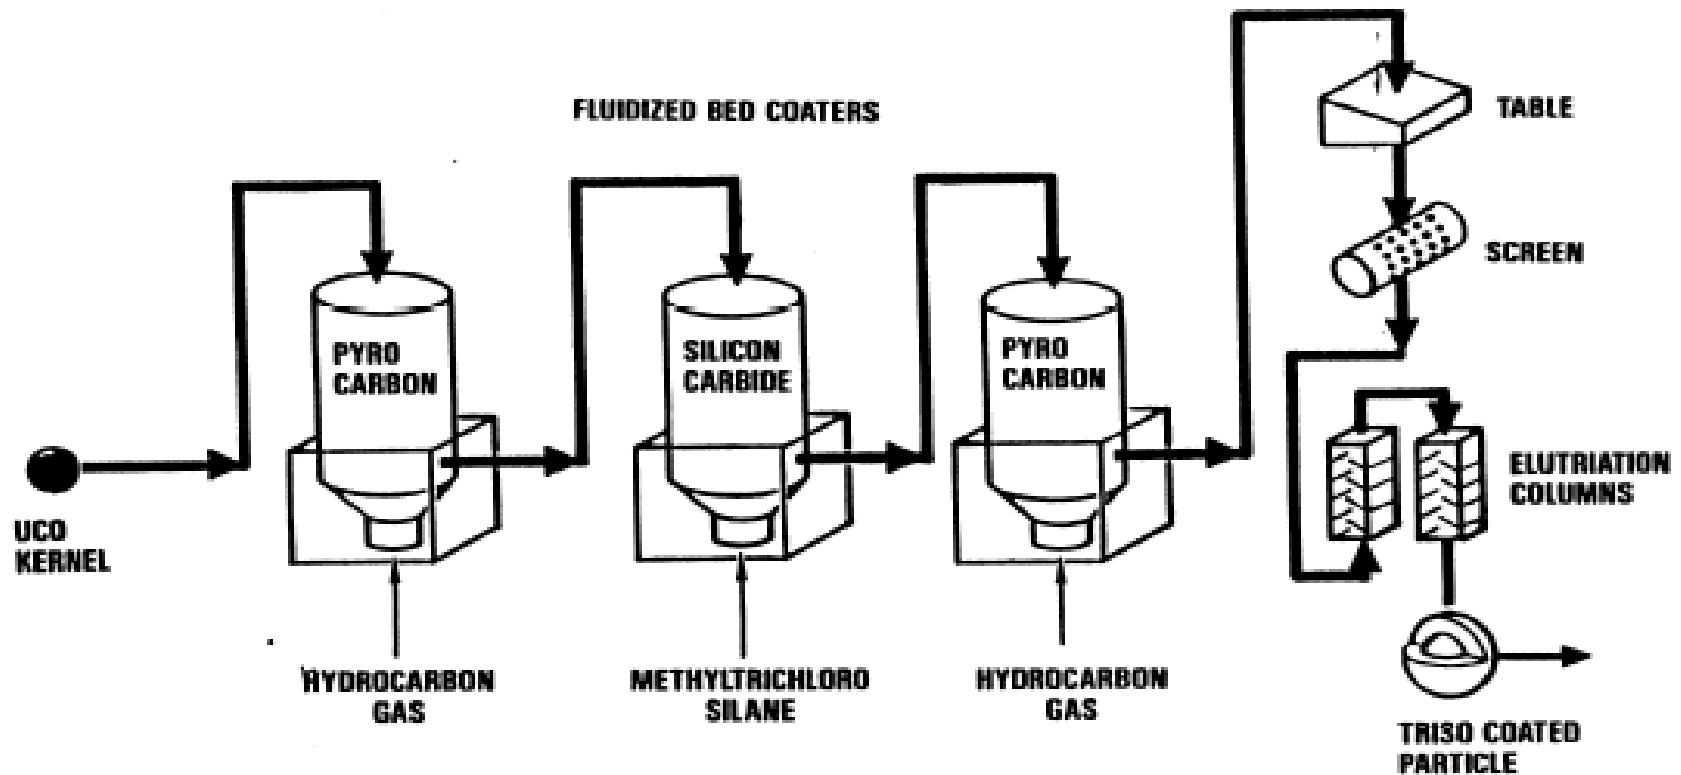 FLUIDIZED BED COATERS
TABLE
SCREEN
PYRO
CARBON
SILICON
CARBIDE
PYRO
CARBON
ELUTRIATION
COLUMNS
UCO
KERNEL
HYDROCARBON
GAS
METHYLTRICHLORO
SILANE
HYDROCARBON
GAS
TRISO COATED
PARTICLE